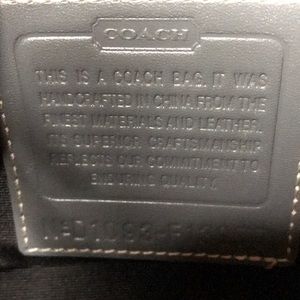 COACH
THIS IS A COACH BAG. IT WAS
HANDCRAFTED IN CHINA FROM THE
FINEST MATERIALS AND LEATHER.
ITS SUPERIOR CRAFTSMANSHIP
REFLECTS OUR COMMITMENT TO
ENDURING QUALITY.